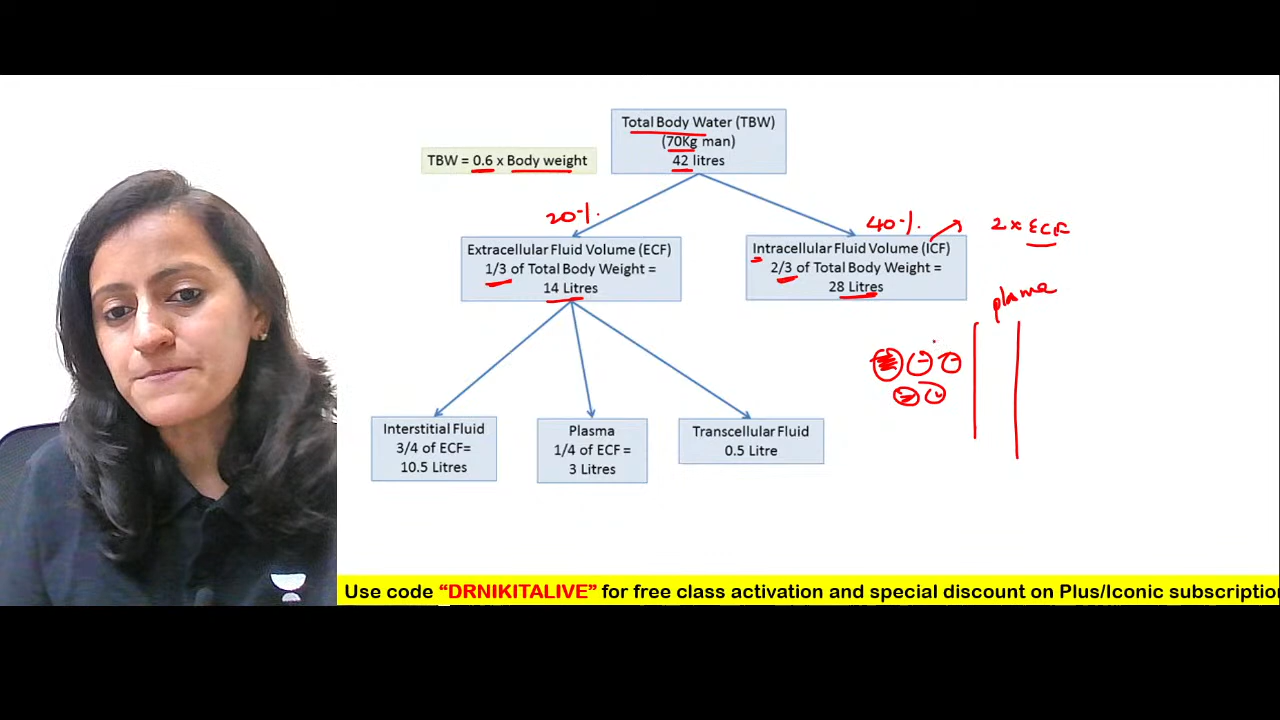 Total Body Water (TBW)
(70Kg man)
42 litres
TBW = 0.6 x Body weight
20%.
40%.
2 x ECF
Extracellular Fluid Volume (ECF)
1/3 of Total Body Weight =
14 Litres
Intracellular Fluid Volume (ICF)
2/3 of Total Body Weight =
28 Litres
plasma
Interstitial Fluid
3/4 of ECF=
10.5 Litres
Plasma
1/4 of ECF =
3 Litres
Transcellular Fluid
0.5 Litre
Use code “DRNIKITALIVE” for free class activation and special discount on Plus/Iconic subscription